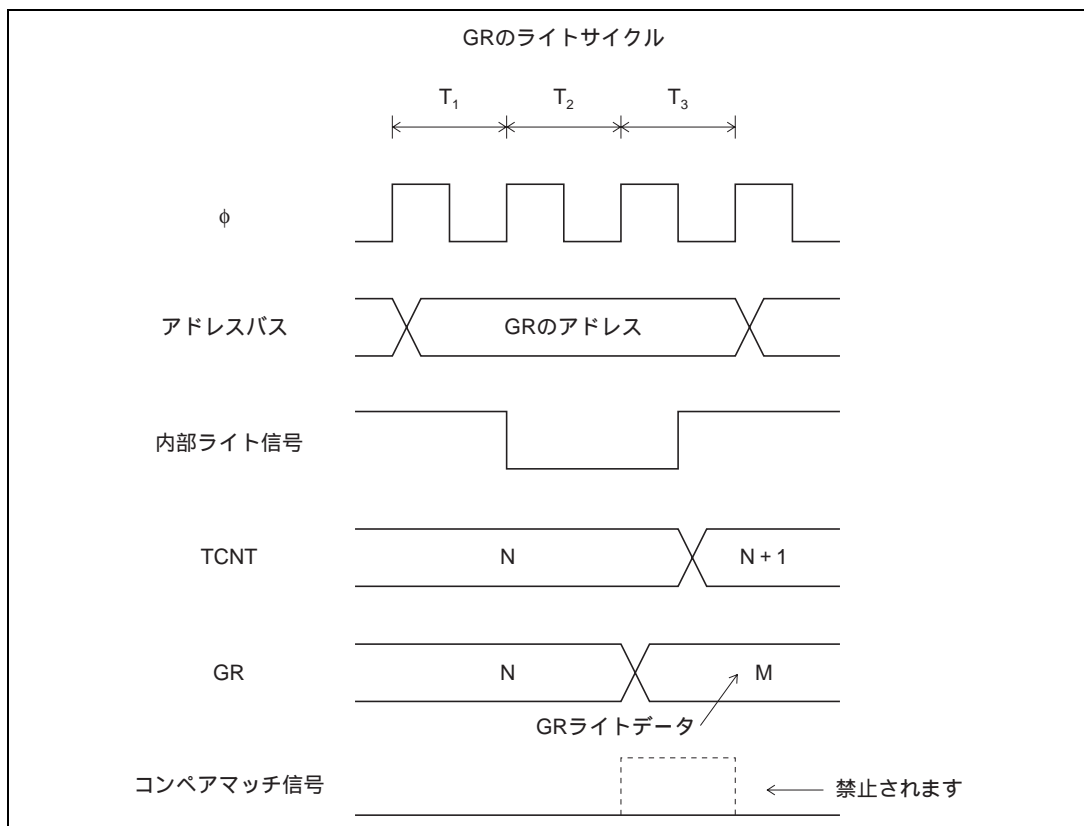 GRのライトサイクル
T1 T2 T3
φ
アドレスバス GRのアドレス
内部ライト信号
TCNT N N + 1
GR N M
GRライトデータ
コンペアマッチ信号 禁止されます